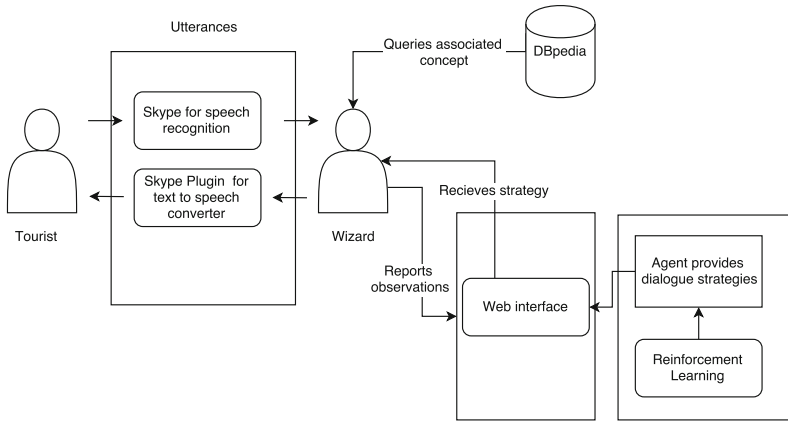 Utterances
Queries associated
concept
DBpedia
Skype for speech
recognition
Skype Plugin for
text to speech
converter
Tourist
Wizard
Recieves strategy
Reports
observations
Web interface
Agent provides
dialogue strategies
Reinforcement
Learning